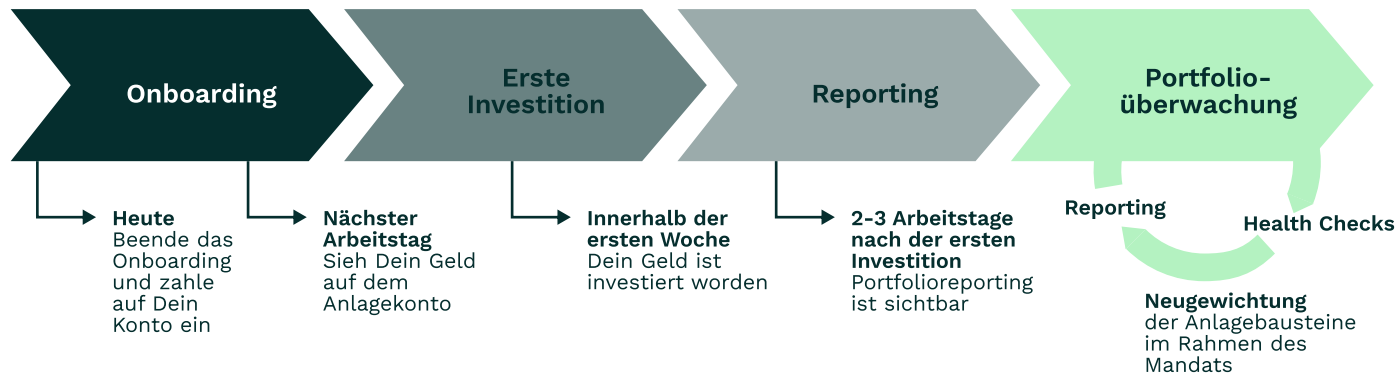 Onboarding
Erste
Investition
Reporting
Portfolio-
überwachung
Heute
Beende das
Onboarding
und zahle
auf Dein
Konto ein
Nächster
Arbeitstag
Sieh Dein Geld
auf dem
Anlagekonto
Innerhalb der
ersten Woche
Dein Geld ist
investiert worden
2-3 Arbeitstage
nach der ersten
Investition
Portfolioreporting
ist sichtbar
Reporting
Health Checks
Neugewichtung
der Anlagebausteine
im Rahmen des
Mandats